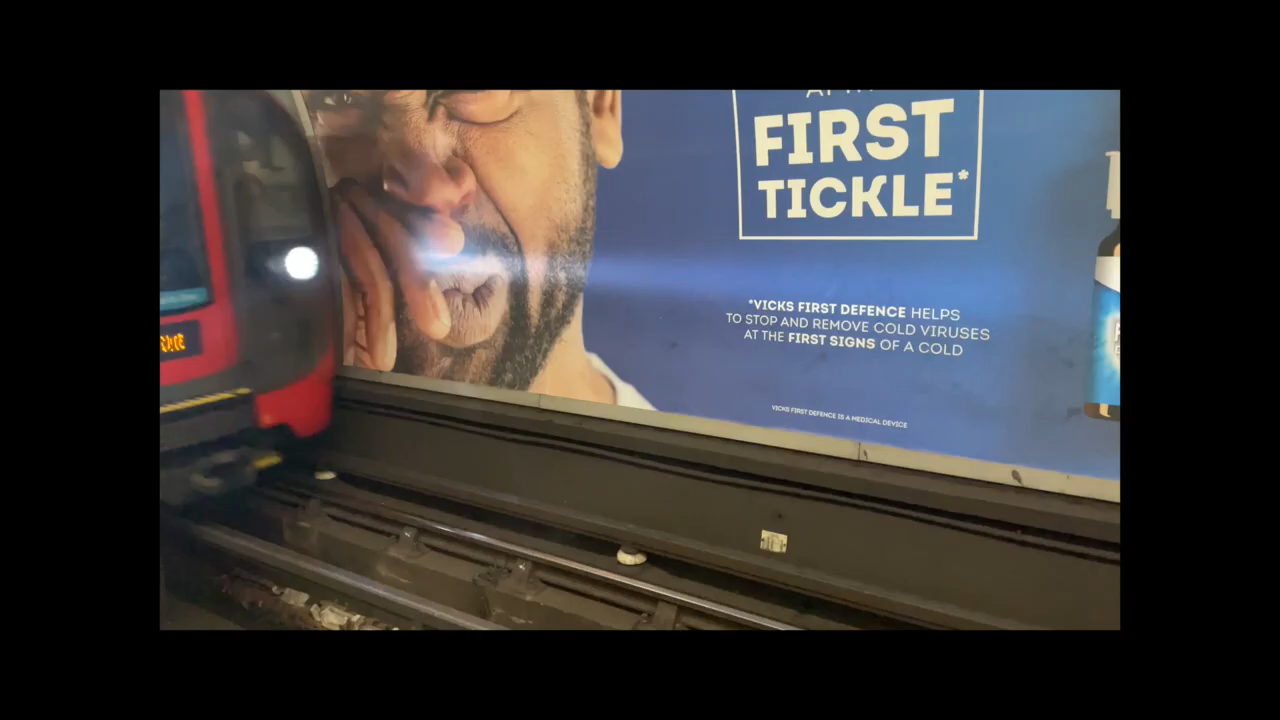 FIRST
TICKLE*
*VICKS FIRST DEFENCE HELPS
TO STOP AND REMOVE COLD VIRUSES
AT THE FIRST SIGNS OF A COLD
VICKS FIRST DEFENCE IS A MEDICAL DEVICE